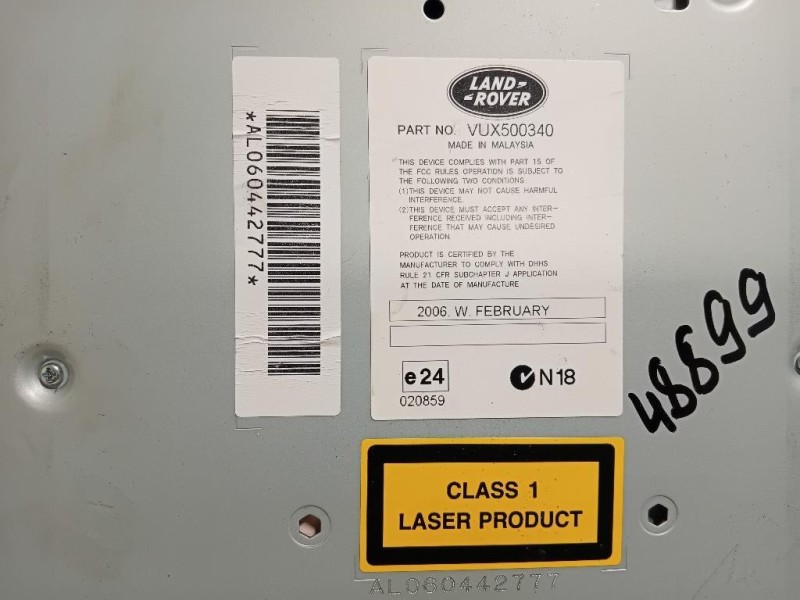 *AL060442777*
LAND-
-ROVER
PART NO. VUX500340
MADE IN MALAYSIA
THIS DEVICE COMPLIES WITH PART 15 OF
THE FCC RULES OPERATION IS SUBJECT TO
THE FOLLOWING TWO CONDITIONS
(1)THIS DEVICE MAY NOT CAUSE HARMFUL
INTERFERENCE.
(2)THIS DEVICE MUST ACCEPT ANY INTER-
FERENCE RECEIVED INCLUDING INTER-
FERENCE THAT MAY CAUSE UNDESIRED
OPERATION.
PRODUCT IS CERTIFIED BY THE
MANUFACTURER TO COMPLY WITH DHHS
RULE 21 CFR SUBCHAPTER J APPLICATION
AT THE DATE OF MANUFACTURE
2006. W. FEBRUARY
e24
N18
020859
48899
CLASS 1
LASER PRODUCT
AL060442777